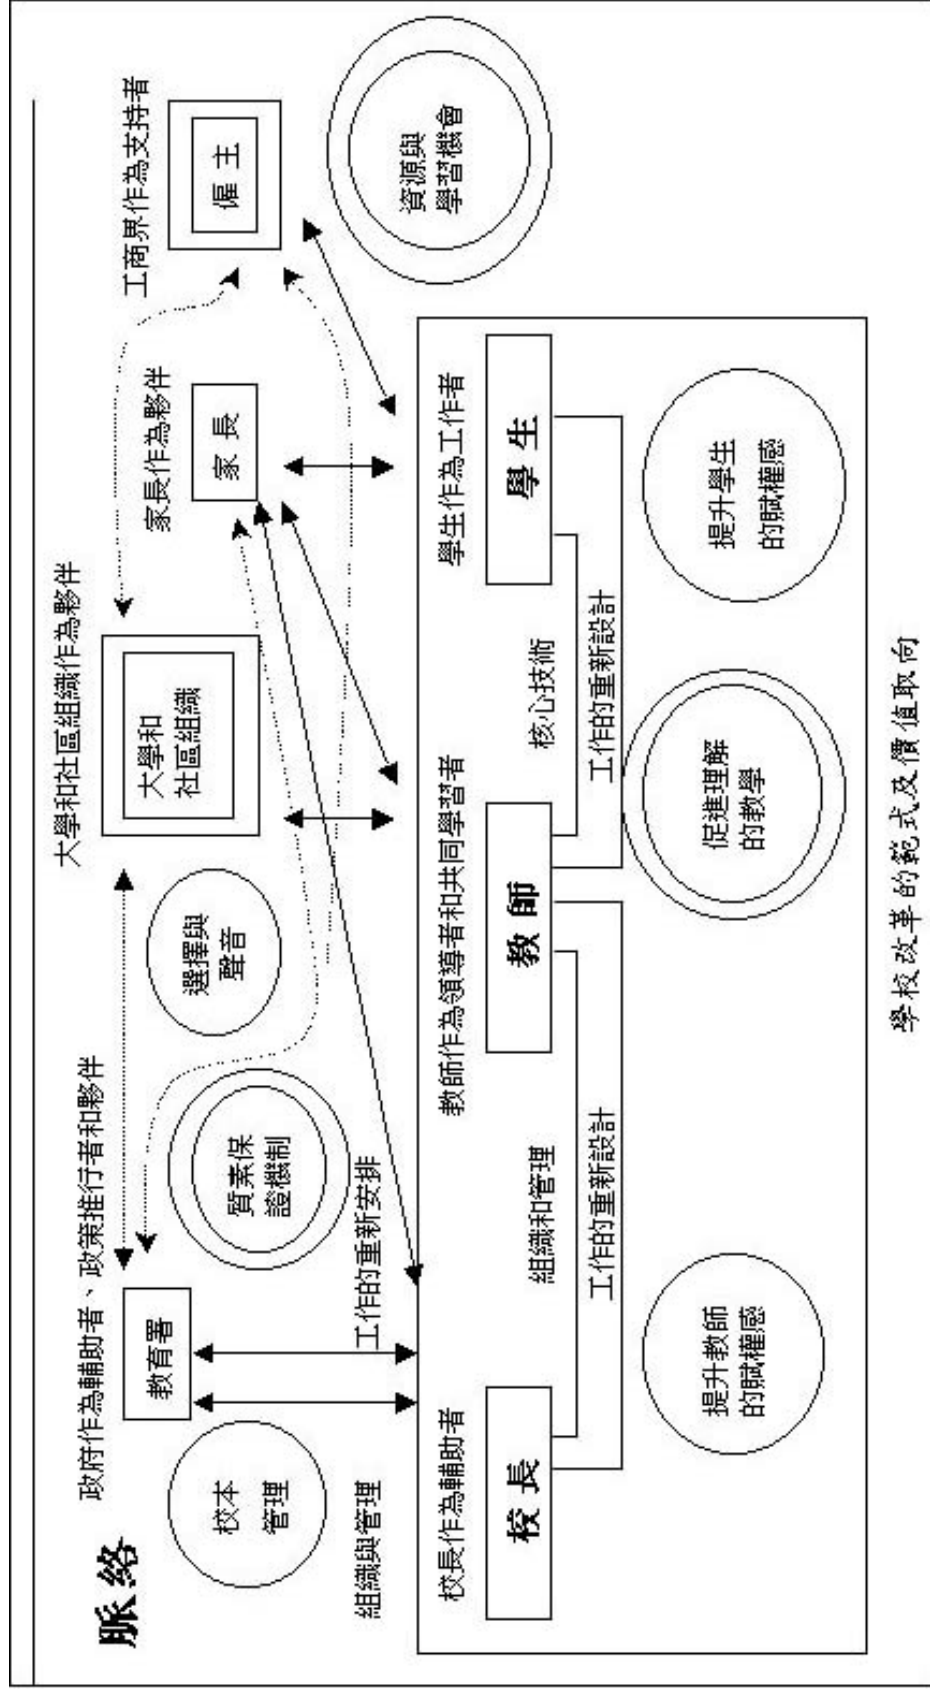 脈絡
政府作為輔助者、政策推行者和夥伴
大學和社區組織作為夥伴
家長作為夥伴
工商界作為支持者
教育署
大學和
社區組織
家長
僱主
校本
管理
質素保
證機制
選擇與
聲音
資源與
學習機會
組織與管理
工作的重新安排
校長作為輔助者
教師作為領導者和共同學習者
學生作為工作者
校長
教師
學生
組織和管理
核心技術
工作的重新設計
工作的重新設計
提升教師
的賦權感
促進理解
的教學
提升學生
的賦權感
學校改革的範式及價值取向